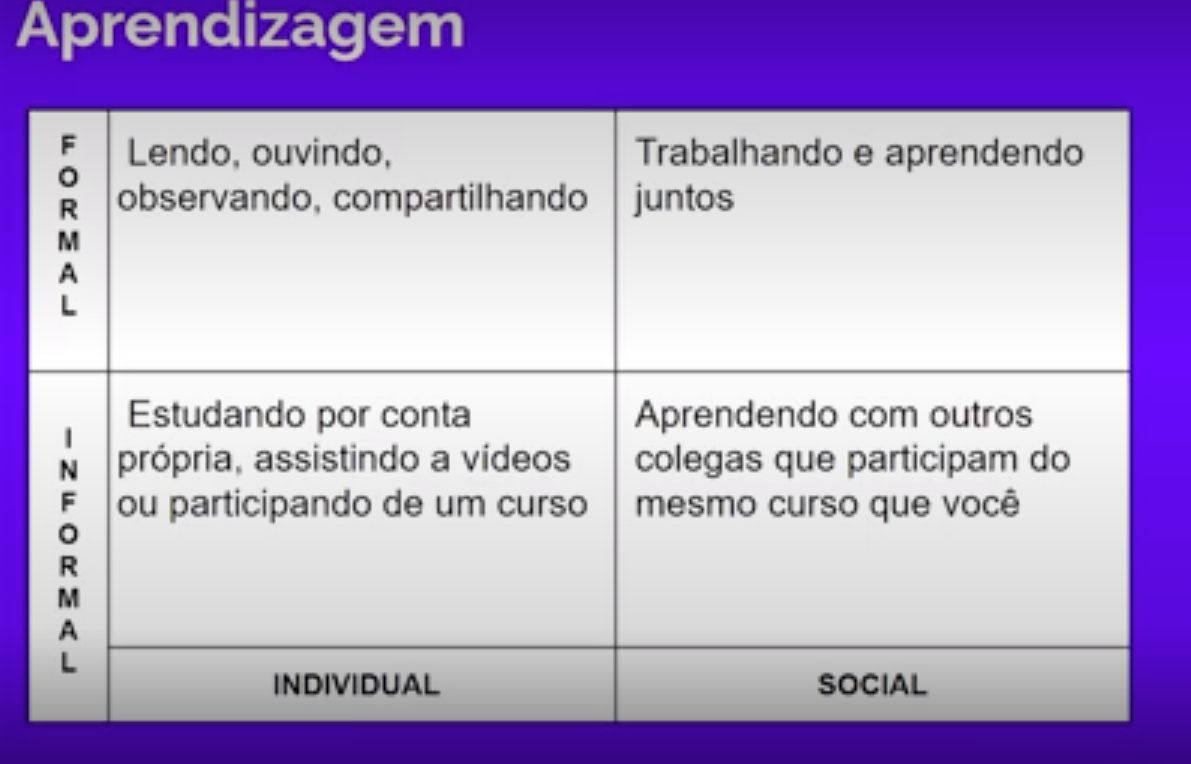 Aprendizagem
FORMAL
Lendo, ouvindo,
observando, compartilhando
Trabalhando e aprendendo
juntos
INFORMAL
Estudando por conta
própria, assistindo a vídeos
ou participando de um curso
Aprendendo com outros
colegas que participam do
mesmo curso que você
INDIVIDUAL
SOCIAL